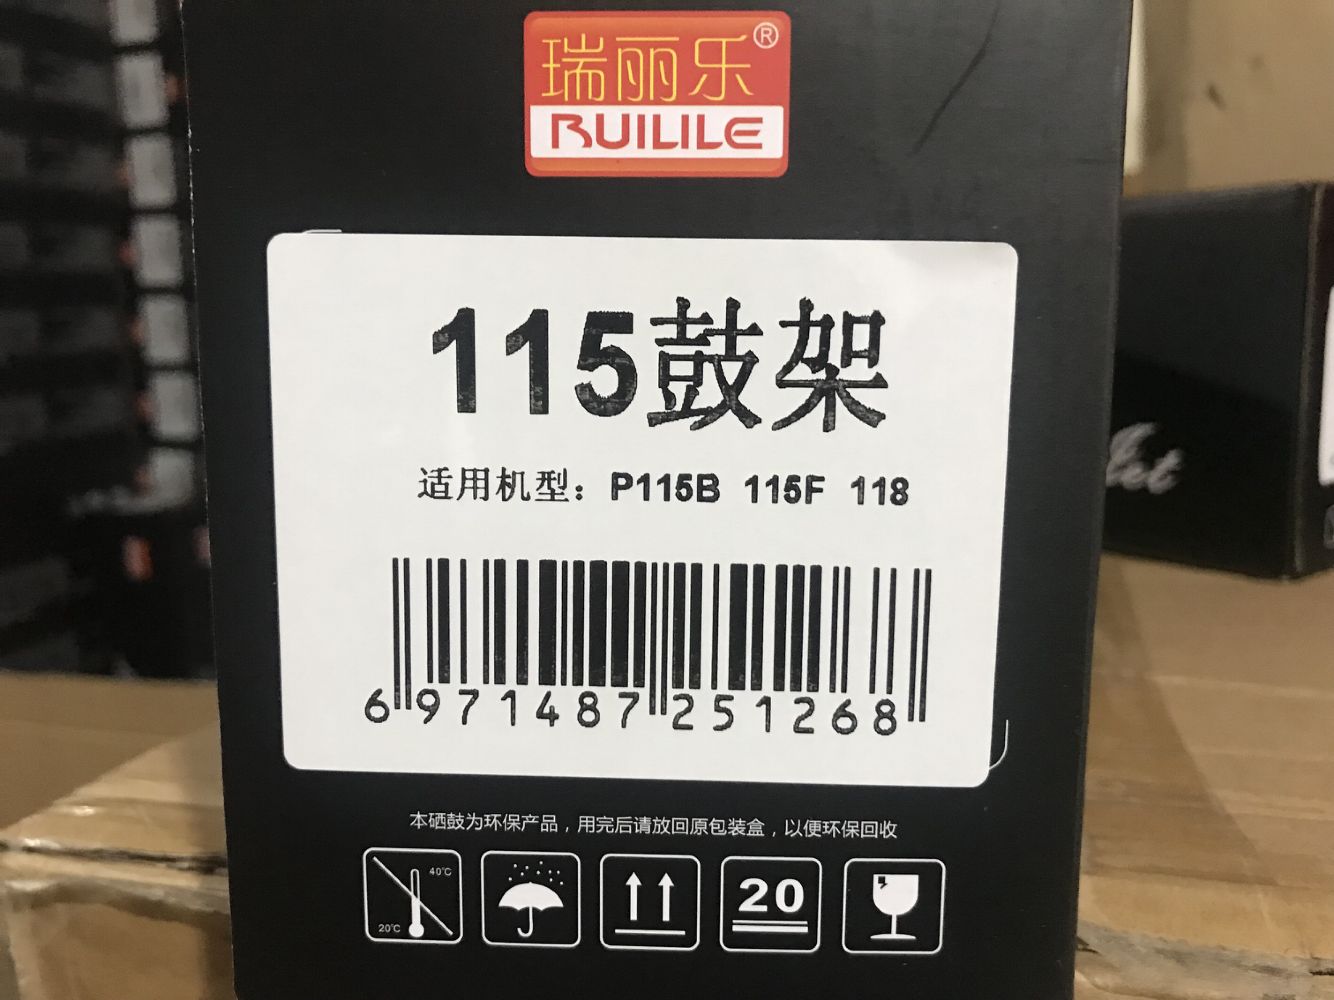 瑞丽乐®
RUILILE
115鼓架
适用机型：P115B 115F 118
6971487251268
本硒鼓为环保产品，用完后请放回原包装盒，以便环保回收
40℃
20℃
20
let